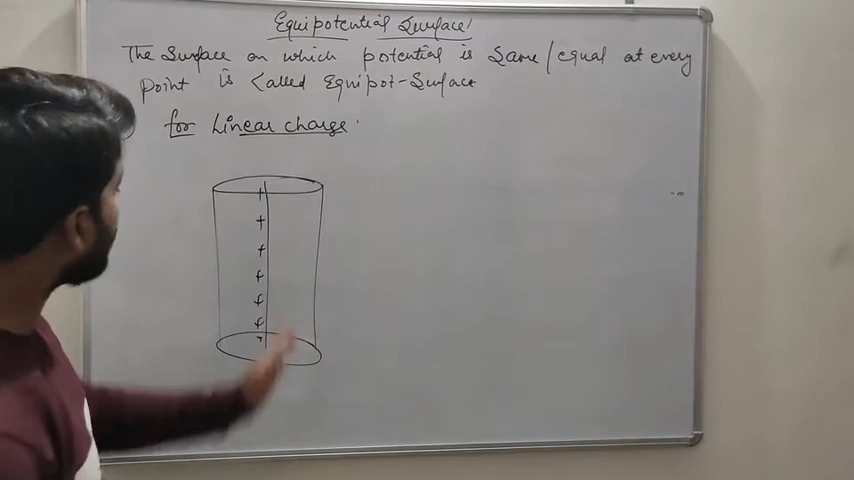 Equipotential Surface
The Surface on which potential is Same/equal at every
point is called Equipot-Surface
for Linear charge.
+
+
+
+
+
+
+